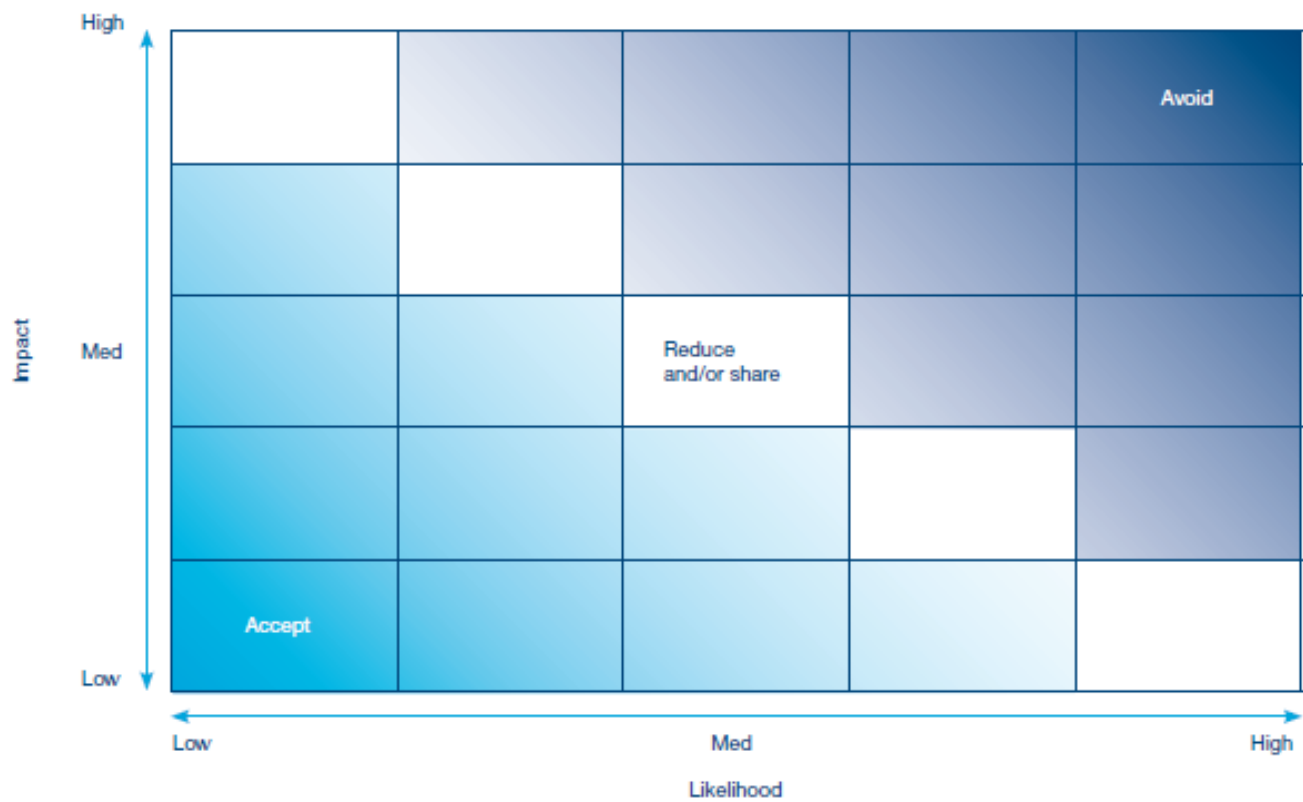 High
Avoid
Impact
Med
Reduce
and/or share
Accept
Low
Low
Med
High
Likelihood